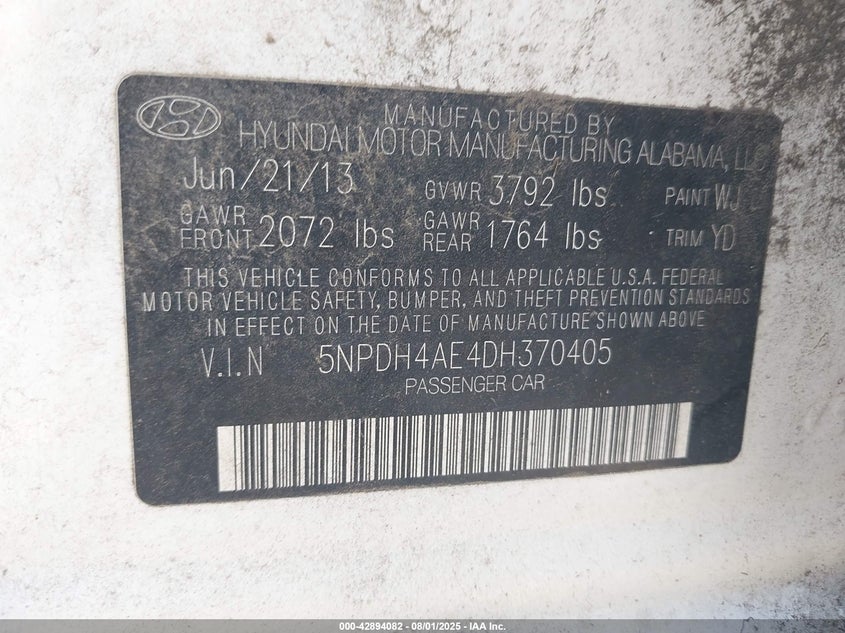 MANUFACTURED BY
HYUNDAI MOTOR MANUFACTURING ALABAMA, LLC
Jun/21/13 GVWR 3792 lbs PAINT WJ
GAWR FRONT 2072 lbs GAWR REAR 1764 lbs TRIM YD
THIS VEHICLE CONFORMS TO ALL APPLICABLE U.S.A. FEDERAL
MOTOR VEHICLE SAFETY, BUMPER, AND THEFT PREVENTION STANDARDS
IN EFFECT ON THE DATE OF MANUFACTURE SHOWN ABOVE
V.I.N 5NPDH4AE4DH370405
PASSENGER CAR
000-42894082 - 08/01/2025 - IAA Inc.